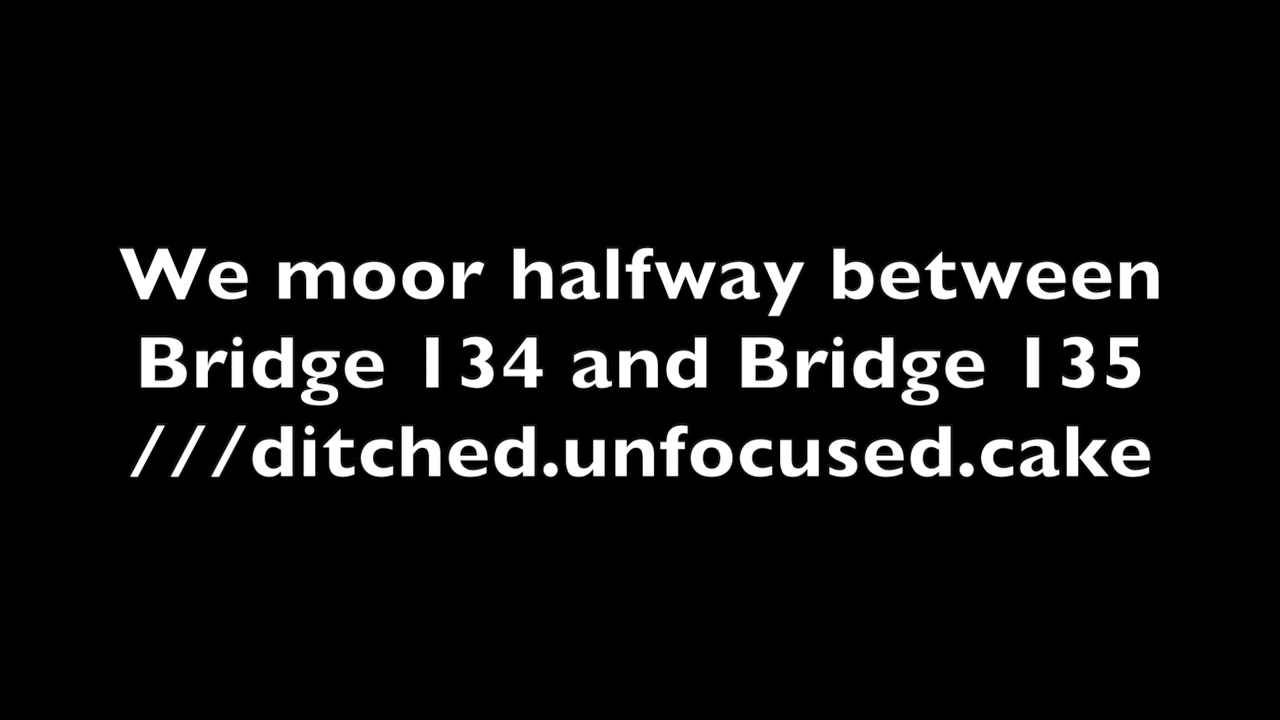 We moor halfway between
Bridge 134 and Bridge 135
///ditched.unfocused.cake